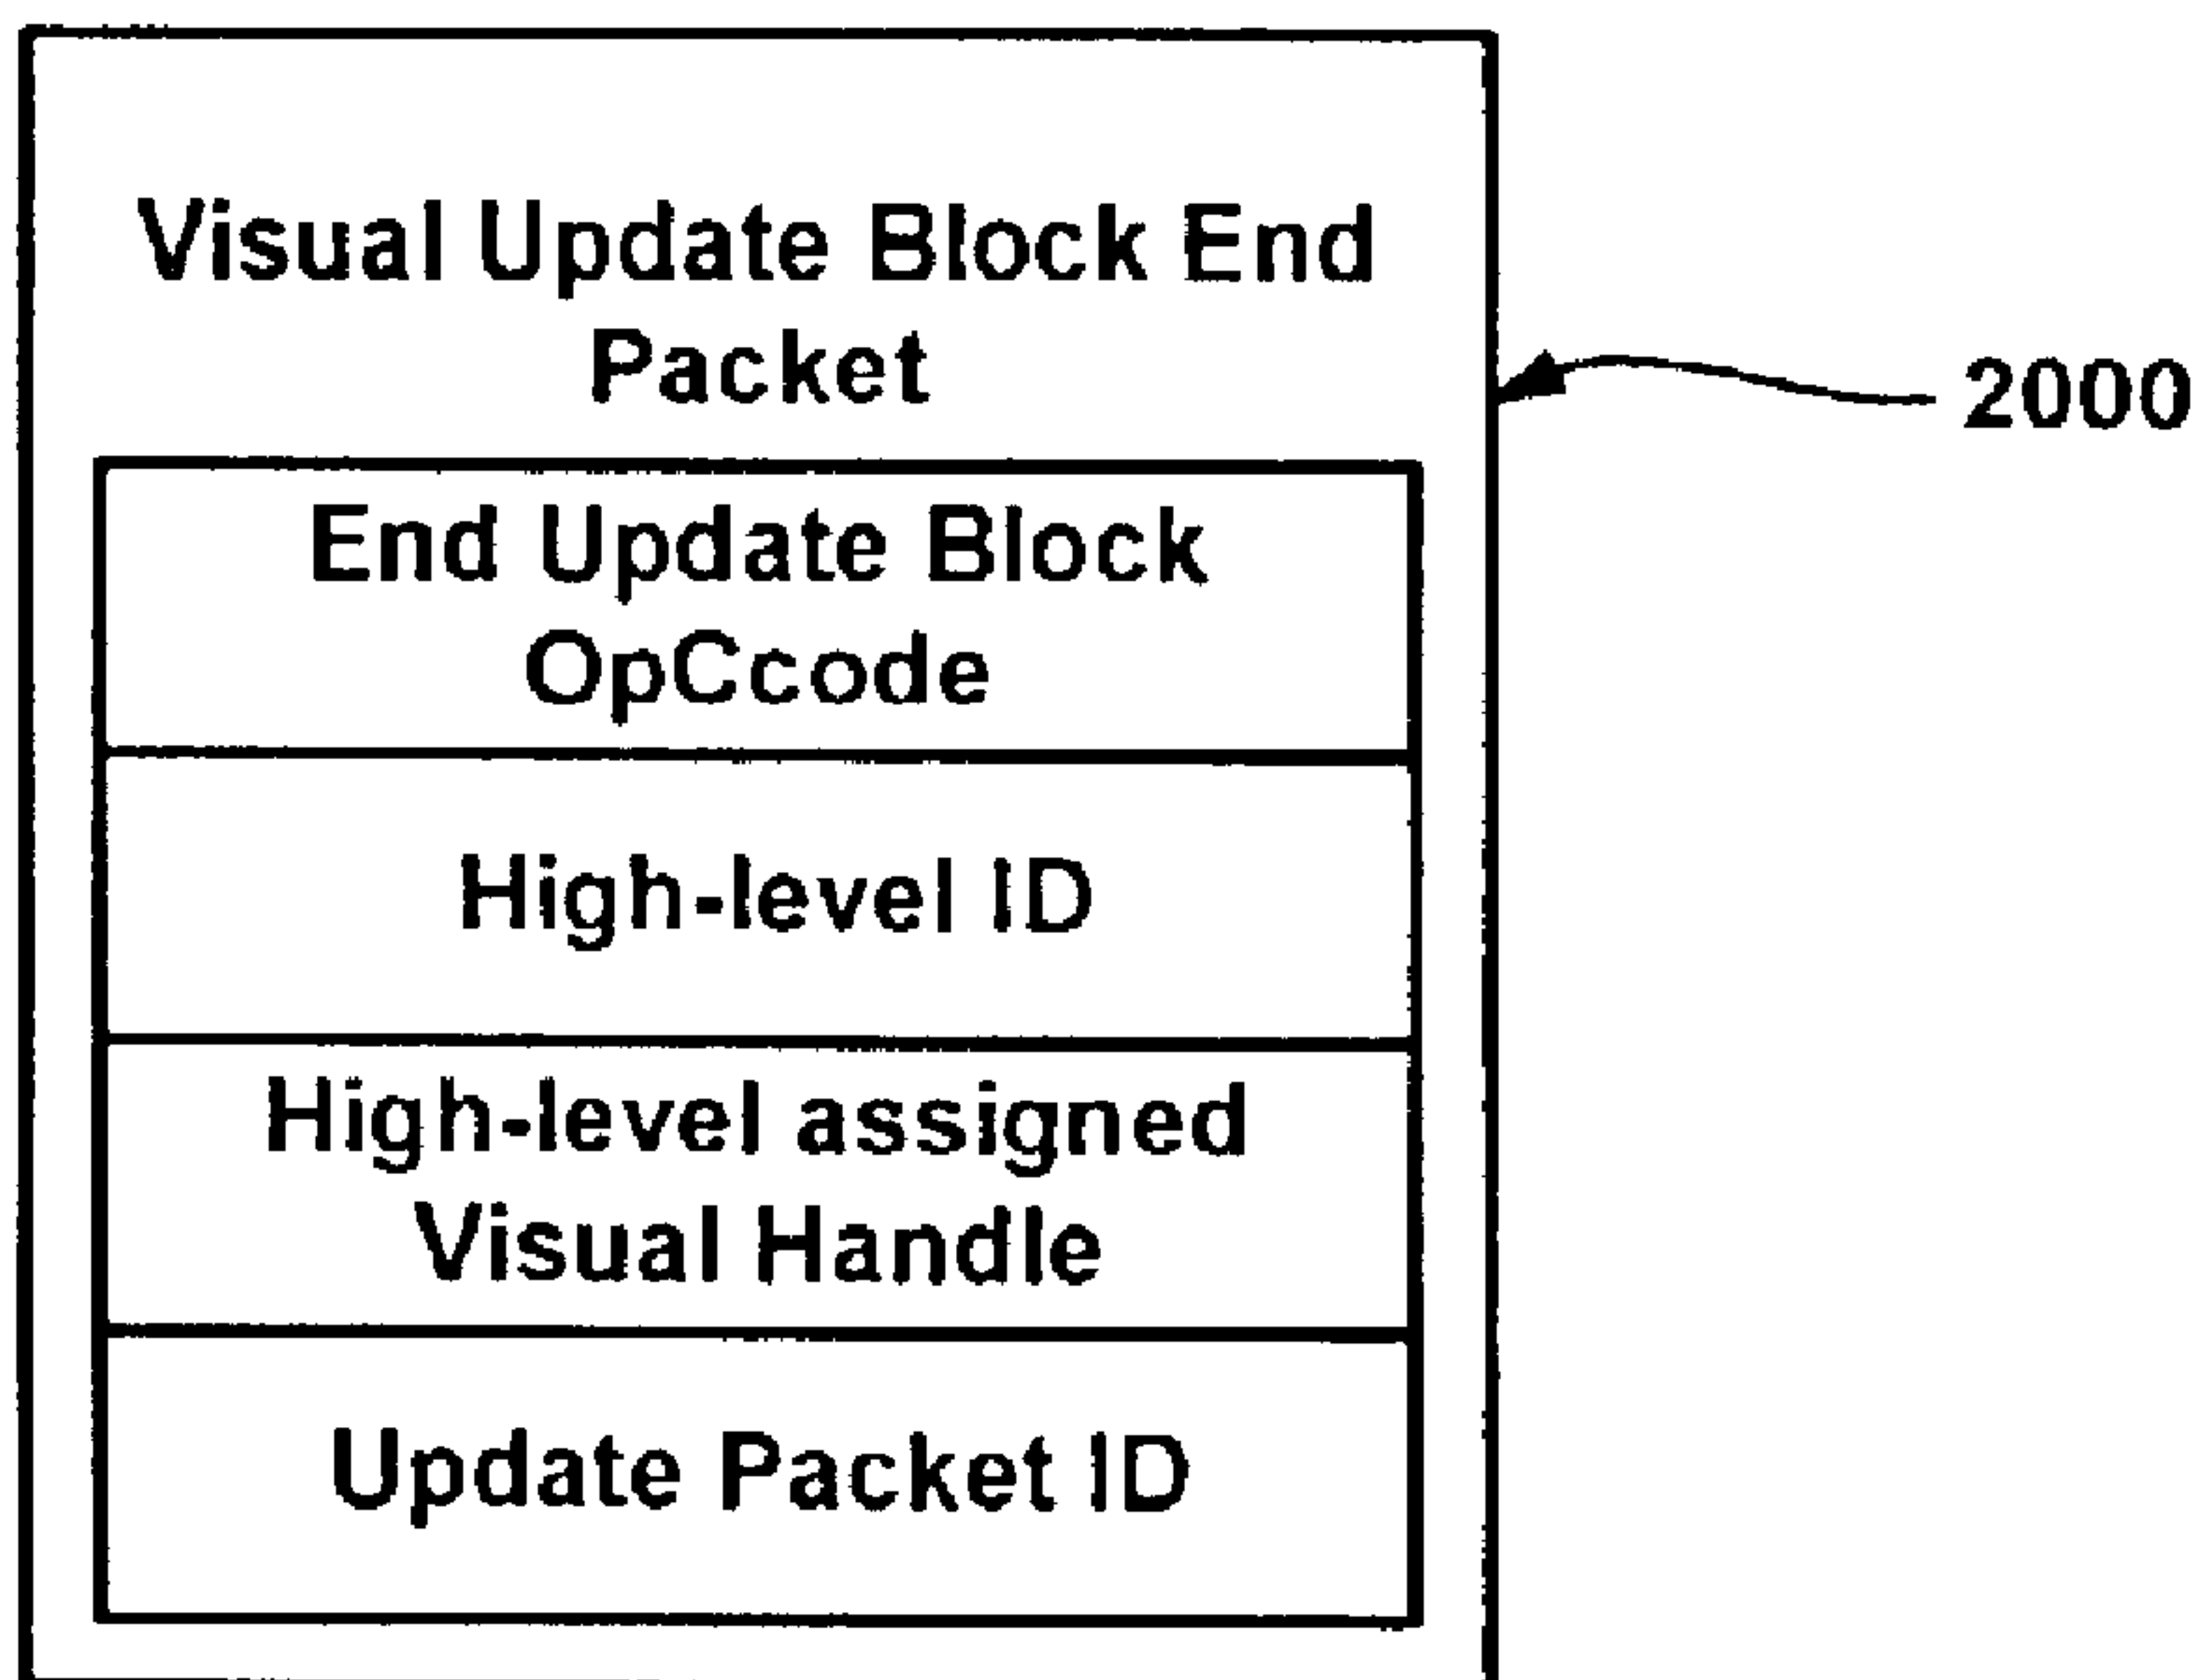 Visual Update Block End
Packet
2000
End Update Block
OpCcode
High-level ID
High-level assigned
Visual Handle
Update Packet ID